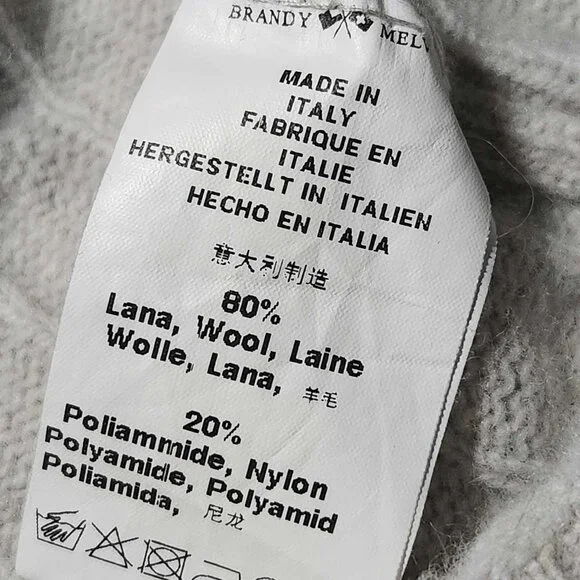 BRANDY MELV
MADE IN
ITALY
FABRIQUE EN
ITALIE
HERGESTELLT IN ITALIEN
HECHO EN ITALIA
意大利制造
80%
Lana, Wool, Laine
Wolle, Lana, 羊毛
20%
Poliammide, Nylon
Polyamide, Polyamid
Poliamida, 尼龙